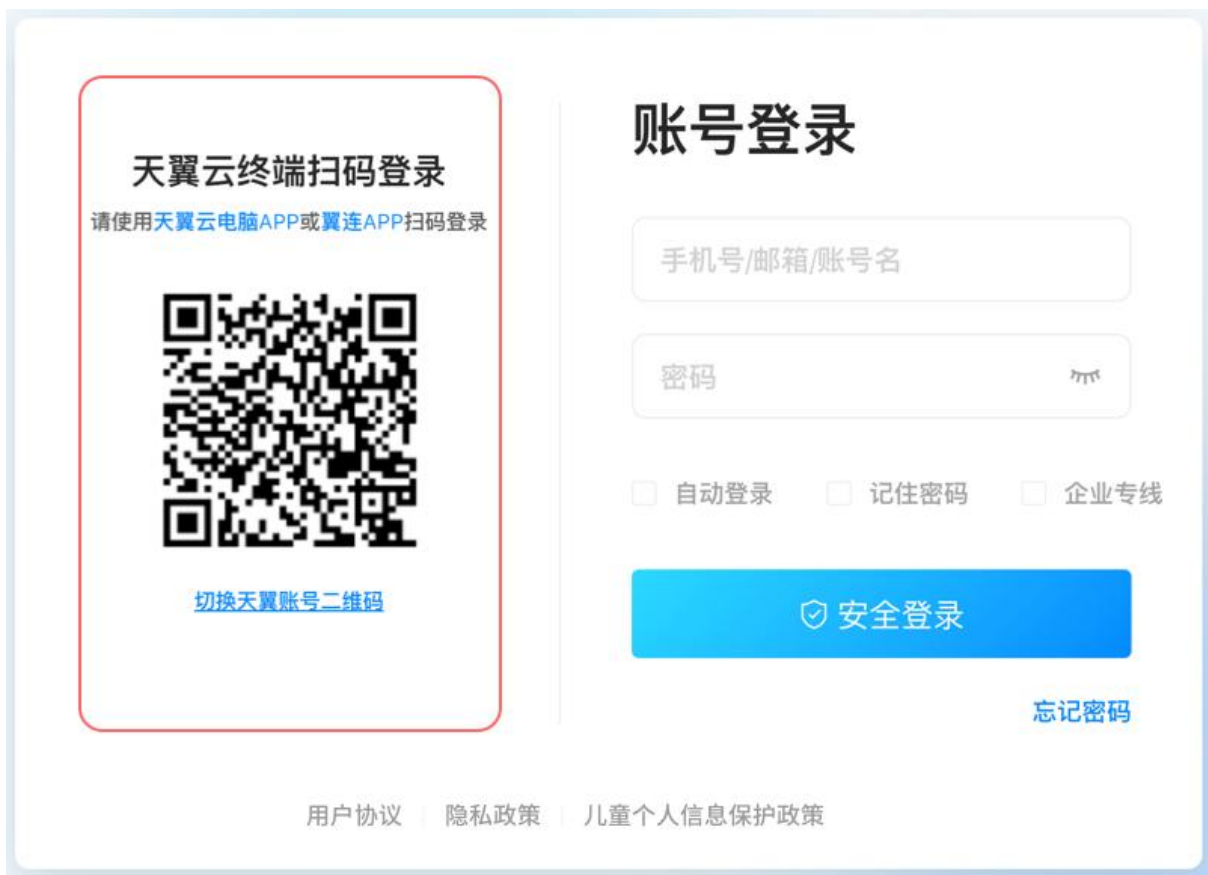 天翼云终端扫码登录
请使用天翼云电脑APP或翼连APP扫码登录
切换天翼账号二维码
账号登录
手机号/邮箱/账号名
密码
自动登录 记住密码 企业专线
安全登录
忘记密码
用户协议 隐私政策 儿童个人信息保护政策